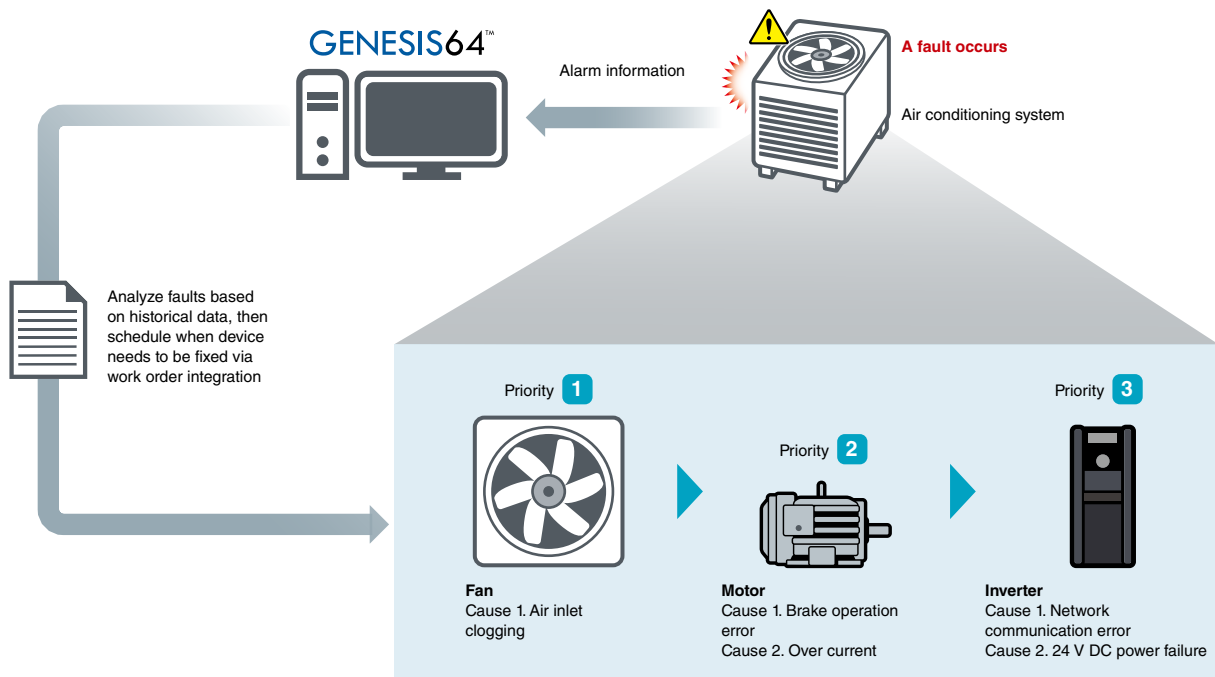 GENESIS64™
Alarm information
A fault occurs
Air conditioning system
Analyze faults based
on historical data, then
schedule when device
needs to be fixed via
work order integration
Priority 1
Priority 2
Priority 3
Fan
Cause 1. Air inlet
clogging
Motor
Cause 1. Brake operation
error
Cause 2. Over current
Inverter
Cause 1. Network
communication error
Cause 2. 24 V DC power failure